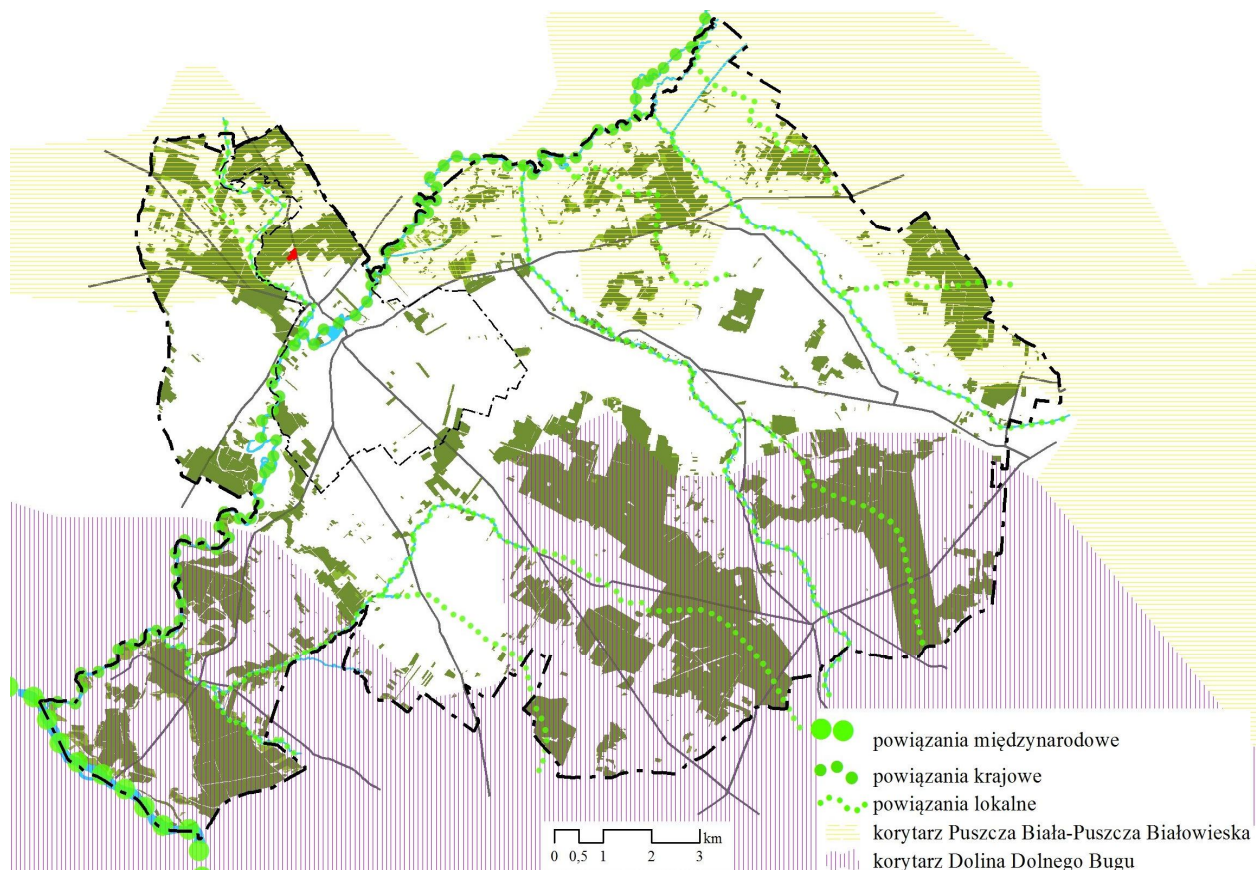 powiązania międzynarodowe
powiązania krajowe
powiązania lokalne
korytarz Puszcza Biała-Puszcza Białowieska
korytarz Dolina Dolnego Bugu
km
0 0,5 1 2 3